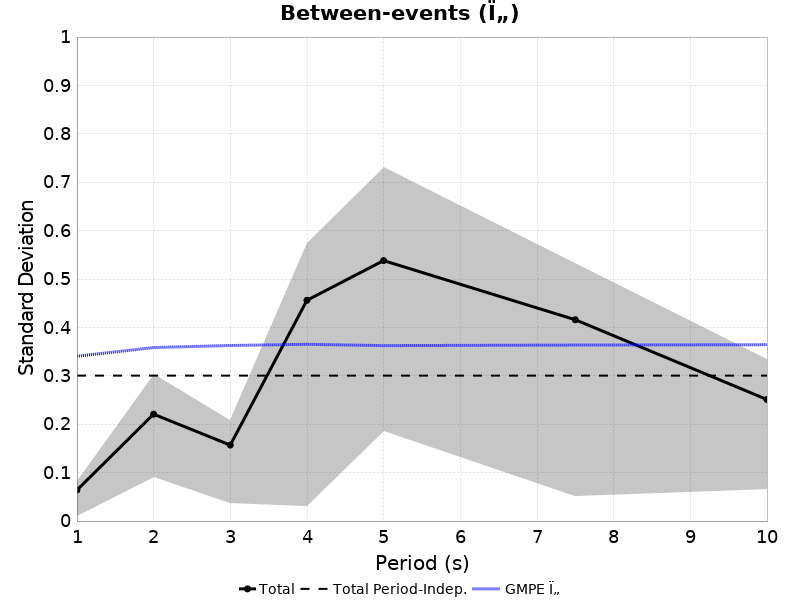 Between-events (Ï„)
1
0.9
0.8
0.7
0.6
0.5
0.4
0.3
0.2
0.1
0
Standard Deviation
1 2 3 4 5 6 7 8 9 10
Period (s)
Total Total Period-Indep. GMPE Ï„